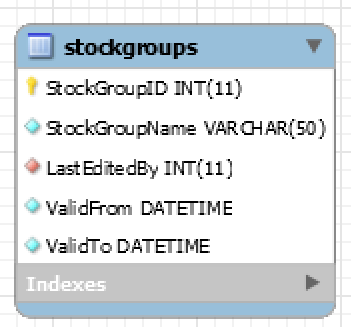 stockgroups
StockGroupID INT(11)
StockGroupName VARCHAR(50)
LastEditedBy INT(11)
ValidFrom DATETIME
ValidTo DATETIME
Indexes